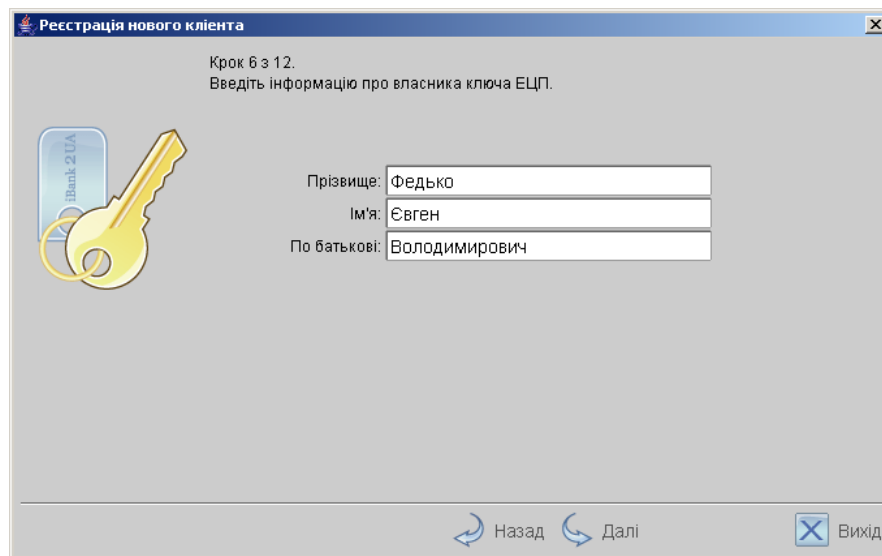 Реєстрація нового клієнта
Крок 6 з 12.
Введіть інформацію про власника ключа ЕЦП.
iBank 2 UA
Прізвище: Федько
Ім'я: Євген
По батькові: Володимирович
Назад Далі Вихід